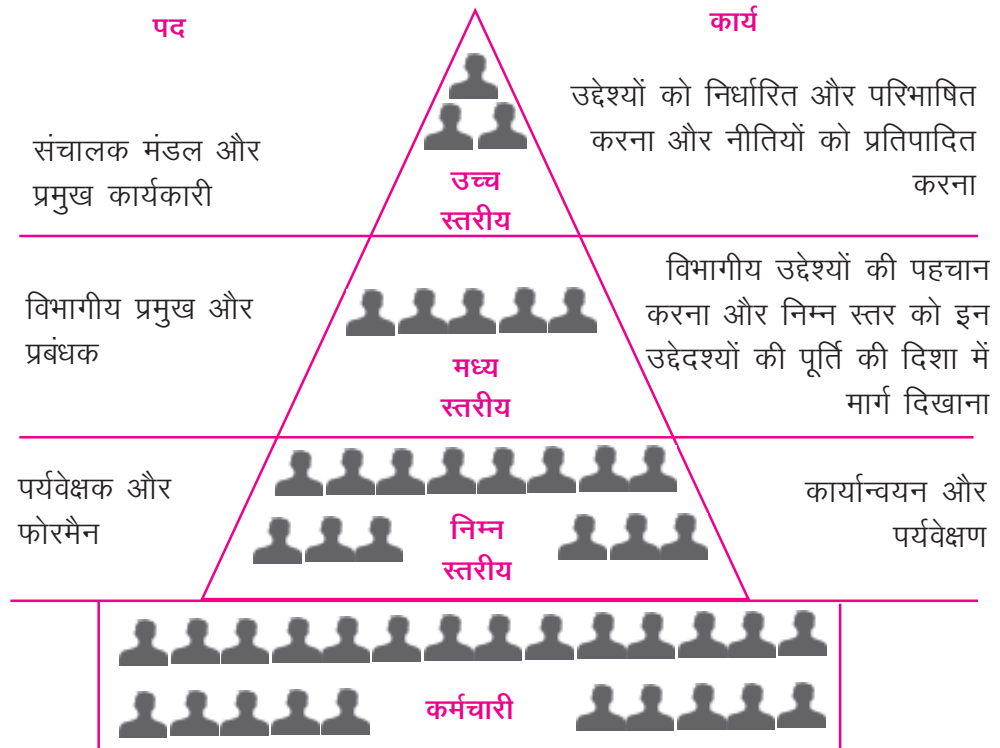 पद
कार्य
संचालक मंडल और
प्रमुख कार्यकारी
उच्च
स्तरीय
उद्देश्यों को निर्धारित और परिभाषित
करना और नीतियों को प्रतिपादित
करना
विभागीय प्रमुख और
प्रबंधक
मध्य
स्तरीय
विभागीय उद्देश्यों की पहचान
करना और निम्न स्तर को इन
उद्देदश्यों की पूर्ति की दिशा में
मार्ग दिखाना
पर्यवेक्षक और
फोरमैन
निम्न
स्तरीय
कार्यान्वयन और
पर्यवेक्षण
कर्मचारी